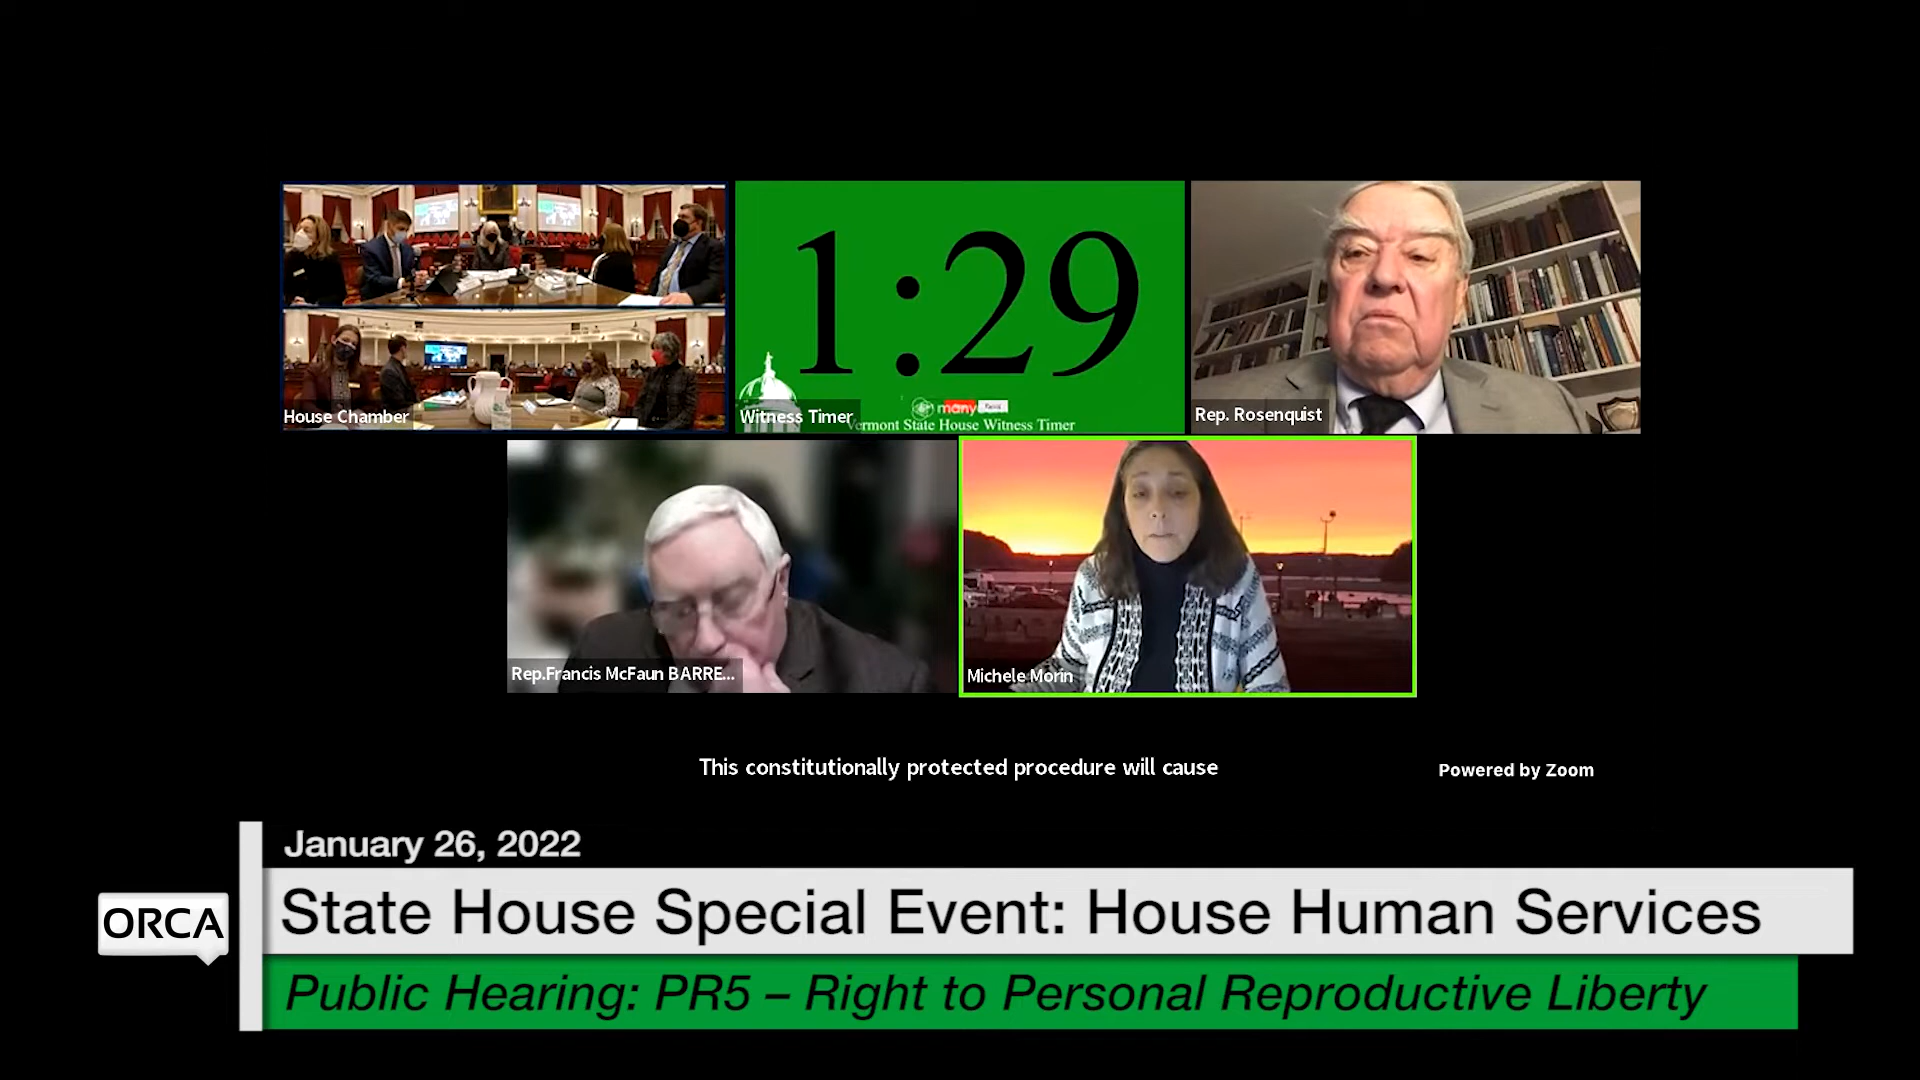 1:29
House Chamber
Witness Timer
many
Vermont State House Witness Timer
Rep. Rosenquist
Rep.Francis McFaun BARRE...
Michele Morin
This constitutionally protected procedure will cause
Powered by Zoom
January 26, 2022
ORCA
State House Special Event: House Human Services
Public Hearing: PR5 – Right to Personal Reproductive Liberty